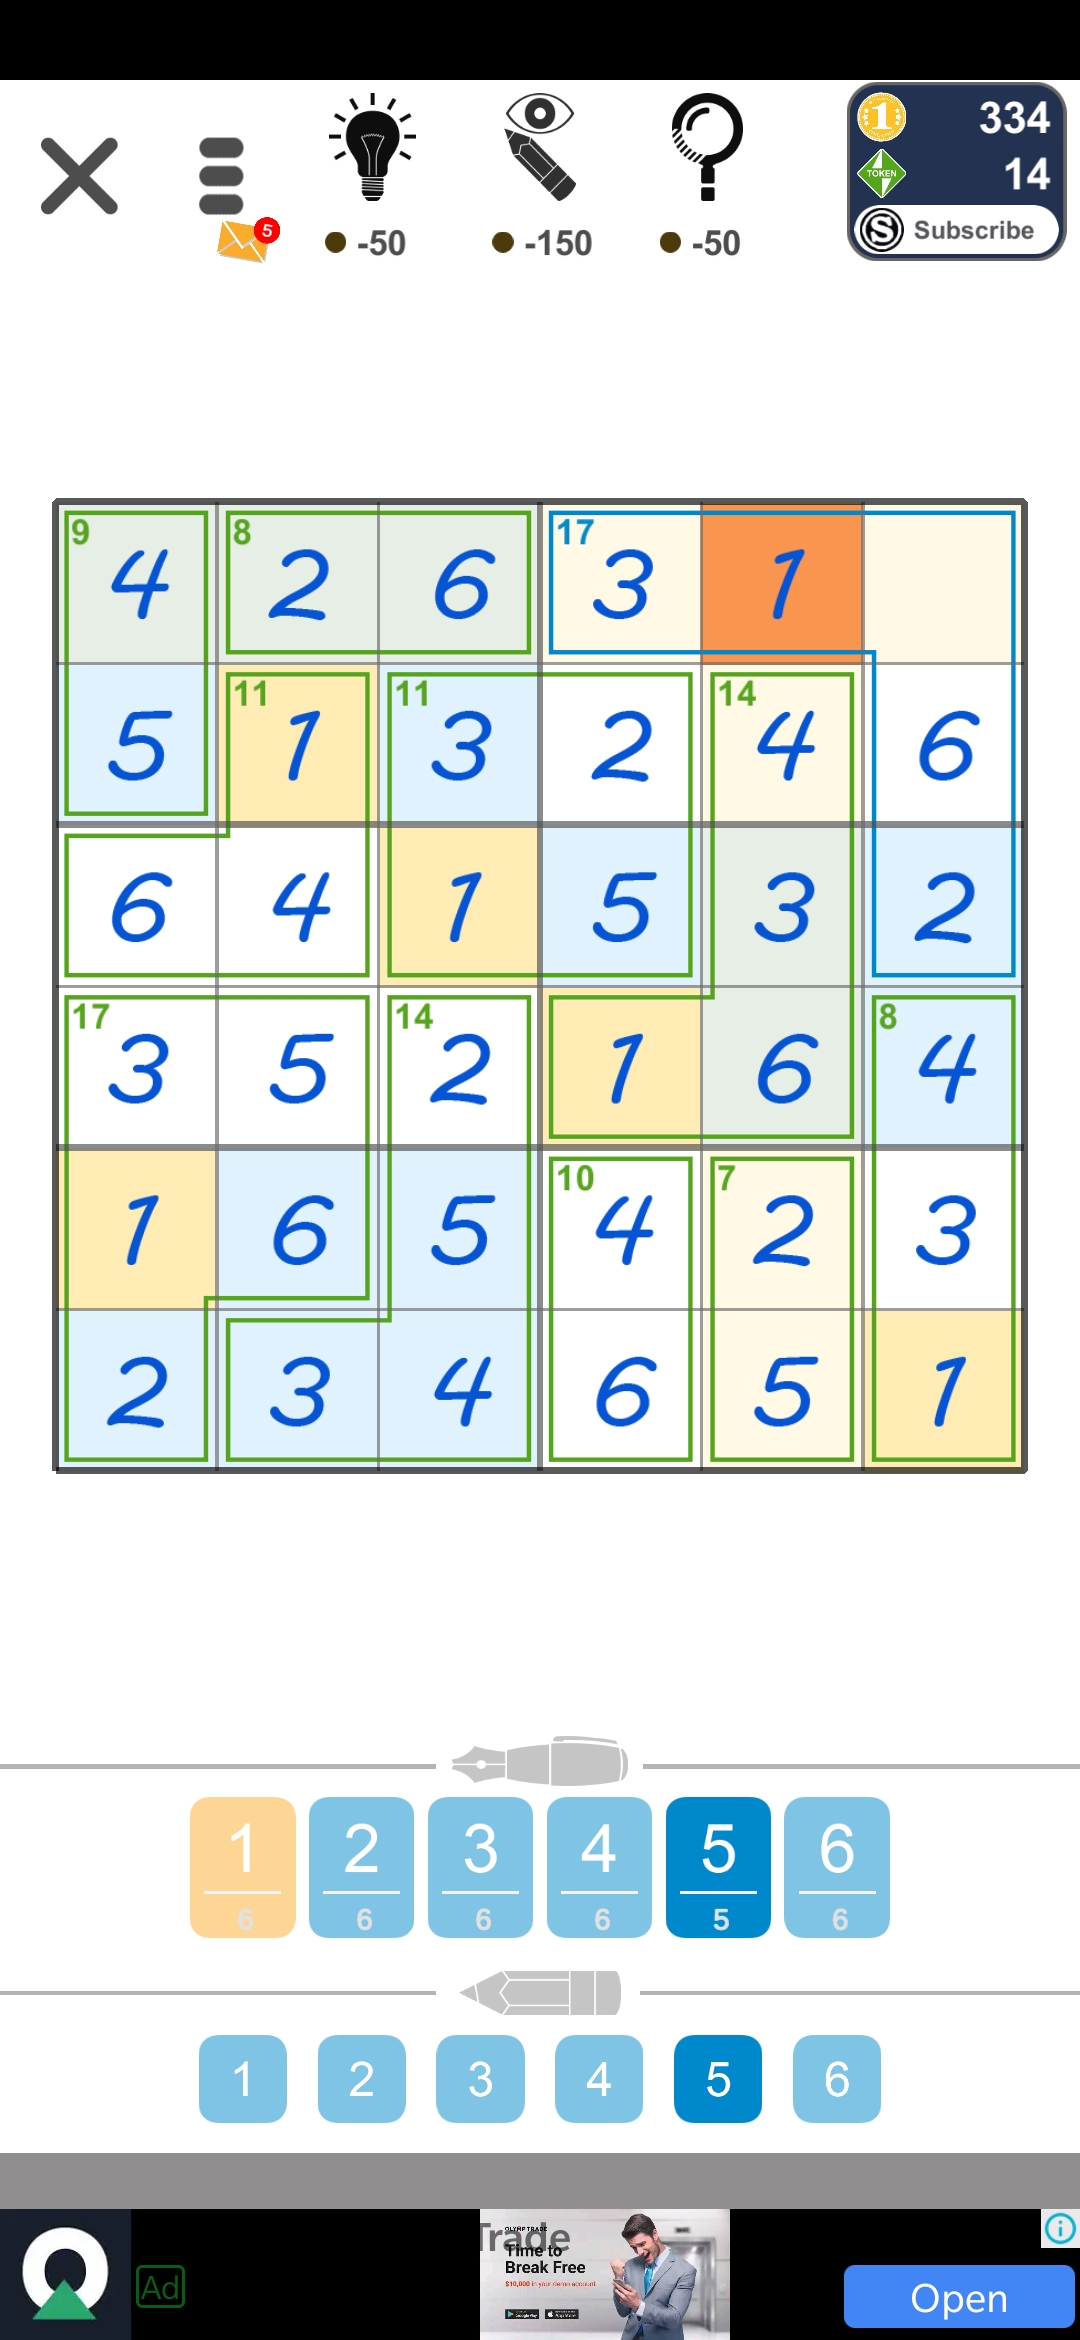 334
14
Subscribe
5
-50 -150 -50
9 8 17
4 2 6 3 1
11 11 14
5 1 3 2 4 6
6 4 1 5 3 2
17 14 8
3 5 2 1 6 4
10 7
1 6 5 4 2 3
2 3 4 6 5 1
1 2 3 4 5 6
6 6 6 6 5 6
1 2 3 4 5 6
Ad
Trade
OLYMP TRADE
Time to
Break Free
$10,000 in your demo account
Open